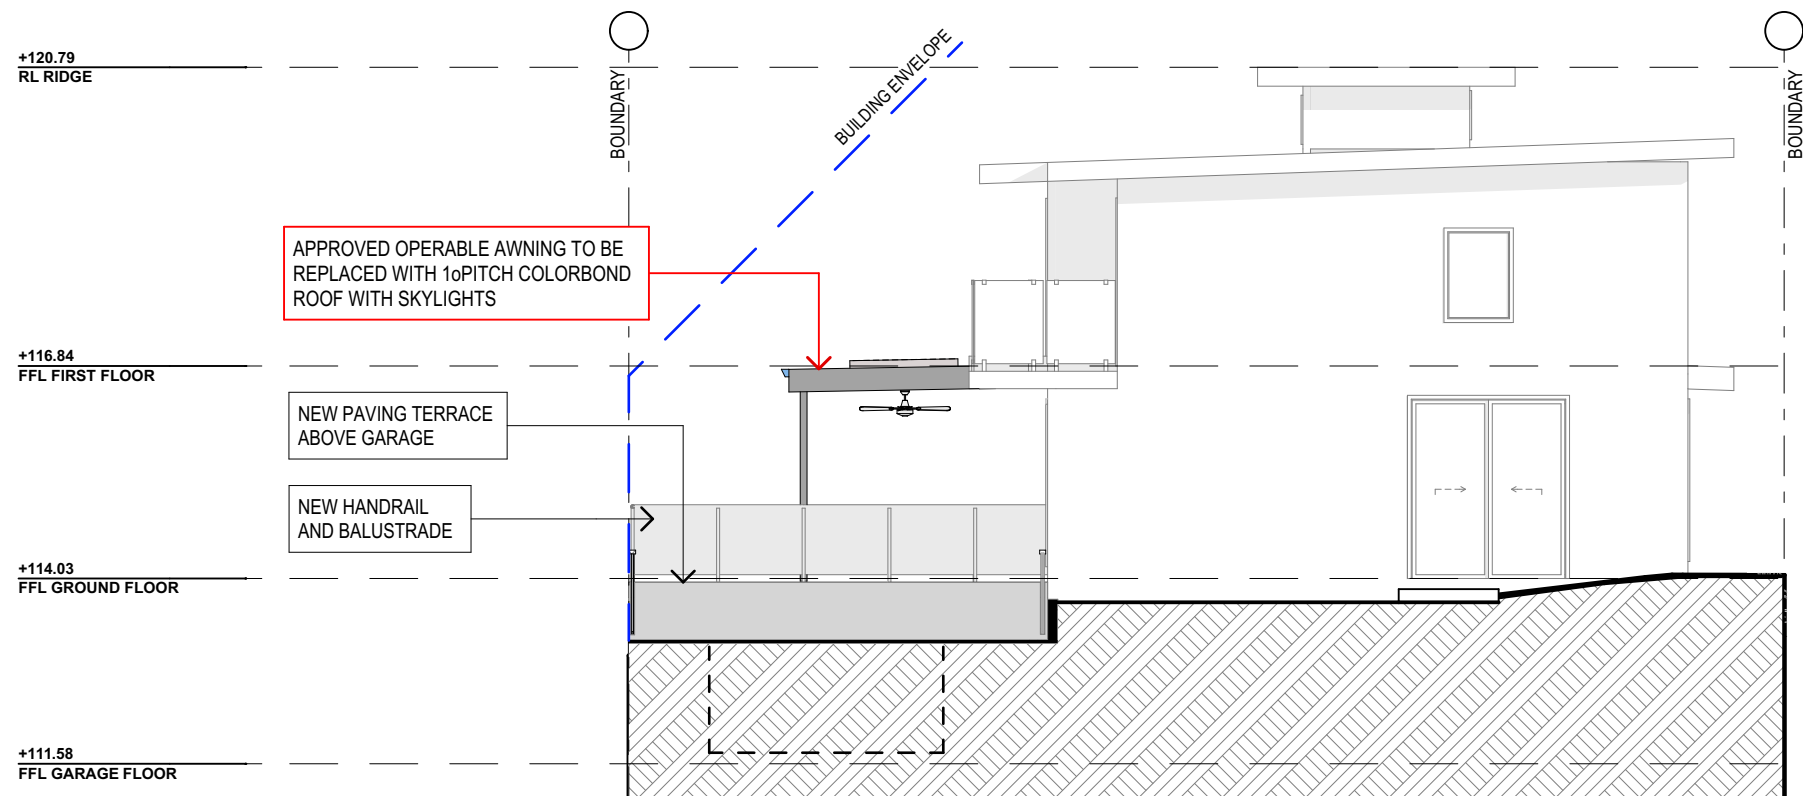 +120.79
RL RIDGE
BOUNDARY
BUILDING ENVELOPE
BOUNDARY
APPROVED OPERABLE AWNING TO BE
REPLACED WITH 1oPITCH COLORBOND
ROOF WITH SKYLIGHTS
+116.84
FFL FIRST FLOOR
NEW PAVING TERRACE
ABOVE GARAGE
NEW HANDRAIL
AND BALUSTRADE
+114.03
FFL GROUND FLOOR
+111.58
FFL GARAGE FLOOR